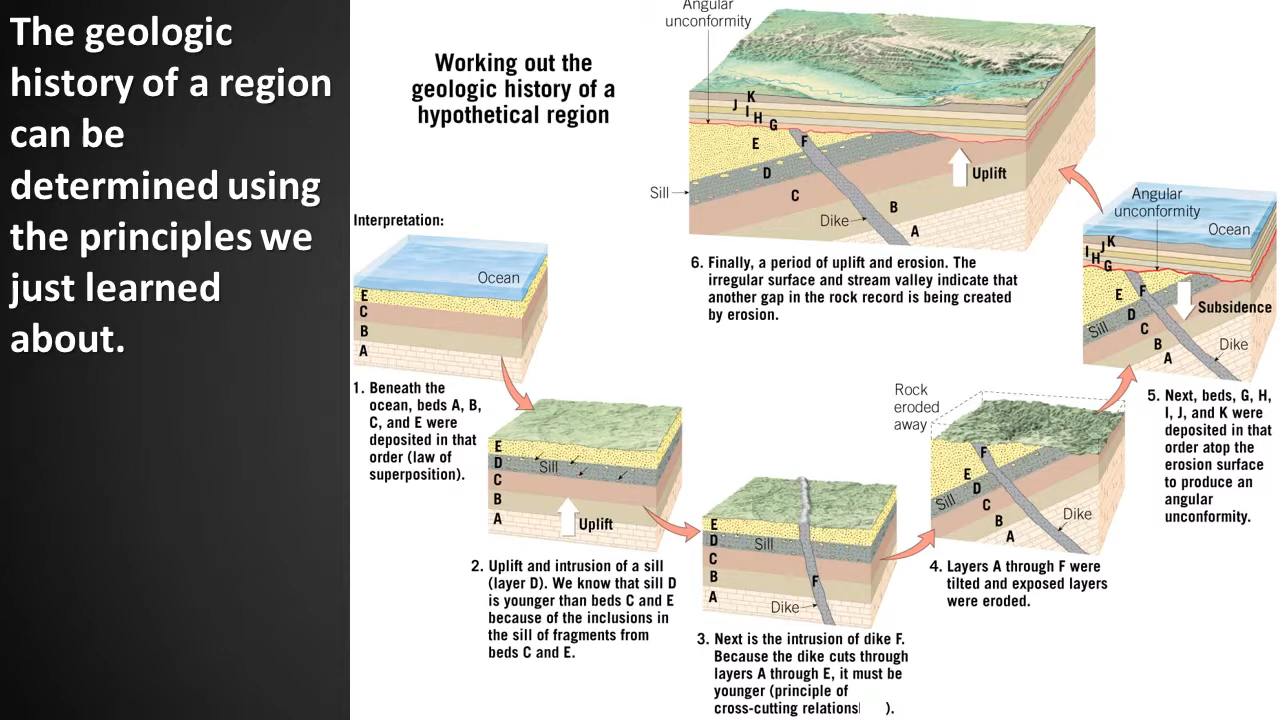 The geologic
history of a region
can be
determined using
the principles we
just learned
about.
Working out the
geologic history of a
hypothetical region
Angular
unconformity
K
J
I
H
G
E
F
D
C
B
A
Sill
Dike
Uplift
6. Finally, a period of uplift and erosion. The
irregular surface and stream valley indicate that
another gap in the rock record is being created
by erosion.
Interpretation:
Ocean
E
C
B
A
1. Beneath the
ocean, beds A, B,
C, and E were
deposited in that
order (law of
superposition).
E
D
Sill
C
B
A
Uplift
2. Uplift and intrusion of a sill
(layer D). We know that sill D
is younger than beds C and E
because of the inclusions in
the sill of fragments from
beds C and E.
E
D
Sill
C
B
F
A
Dike
3. Next is the intrusion of dike F.
Because the dike cuts through
layers A through E, it must be
younger (principle of
cross-cutting ).
Rock
eroded
away
F
E
D
Sill
C
B
A
Dike
4. Layers A through F were
tilted and exposed layers
were eroded.
Angular
unconformity
Ocean
K
J
I
H
G
F
E
D
Sill
C
B
A
Subsidence
Dike
5. Next, beds, G, H,
I, J, and K were
deposited in that
order atop the
erosion surface
to produce an
angular
unconformity.